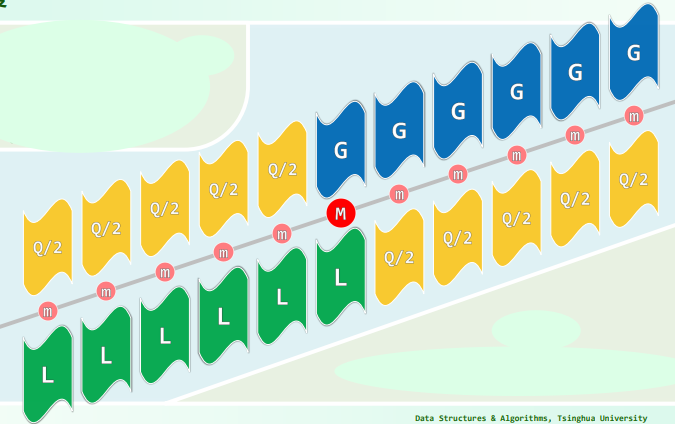 Q/2 Q/2 Q/2 Q/2 Q/2 G G G G G G
m m m m m M m m m m m
L L L L L L Q/2 Q/2 Q/2 Q/2 Q/2
Data Structures & Algorithms, Tsinghua University